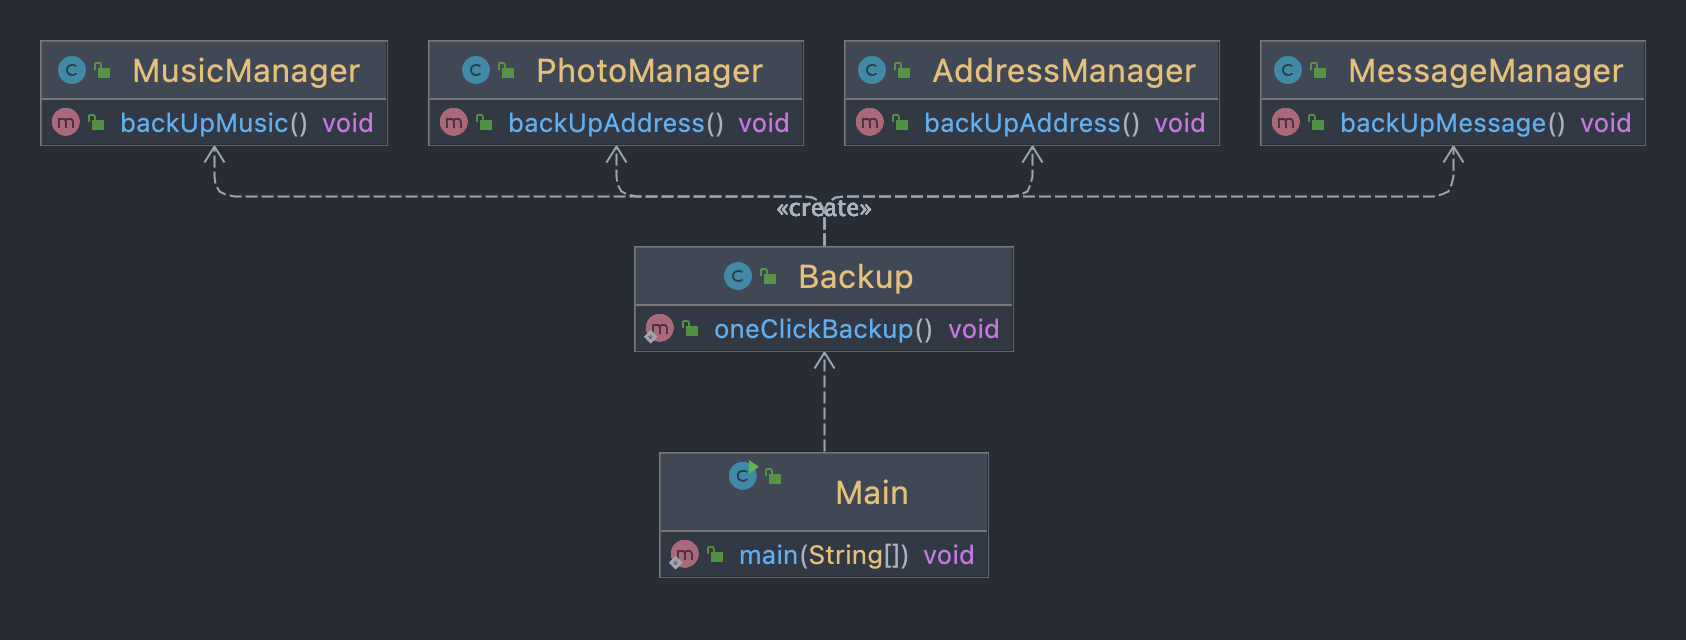 MusicManager
backUpMusic() void
PhotoManager
backUpAddress() void
AddressManager
backUpAddress() void
MessageManager
backUpMessage() void
«create»
Backup
oneClickBackup() void
Main
main(String[]) void